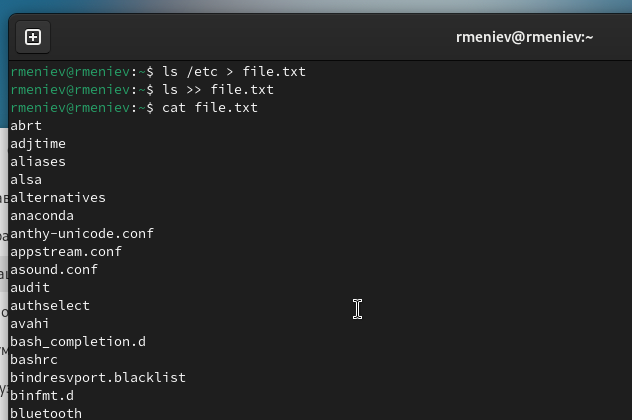 rmeniev@rmeniev:~
rmeniev@rmeniev:~$ ls /etc > file.txt
rmeniev@rmeniev:~$ ls >> file.txt
rmeniev@rmeniev:~$ cat file.txt
abrt
adjtime
aliases
alsa
alternatives
anaconda
anthy-unicode.conf
appstream.conf
asound.conf
audit
authselect
avahi
bash_completion.d
bashrc
bindresvport.blacklist
binfmt.d
bluetooth